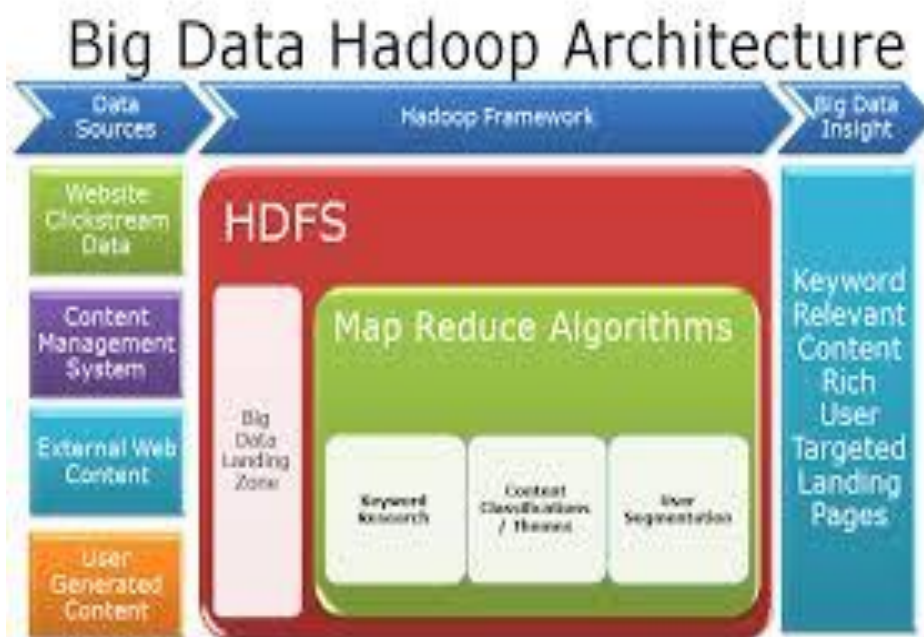 Big Data Hadoop Architecture
Data
Sources
Hadoop Framework
Big Data
Insight
Website
Clickstream
Data
Content
Management
System
External Web
Content
User
Generated
Content
HDFS
Big
Data
Landing
Zone
Map Reduce Algorithms
Keyword
Research
Content
Classifications
/ Themes
User
Segmentation
Keyword
Relevant
Content
Rich
User
Targeted
Landing
Pages